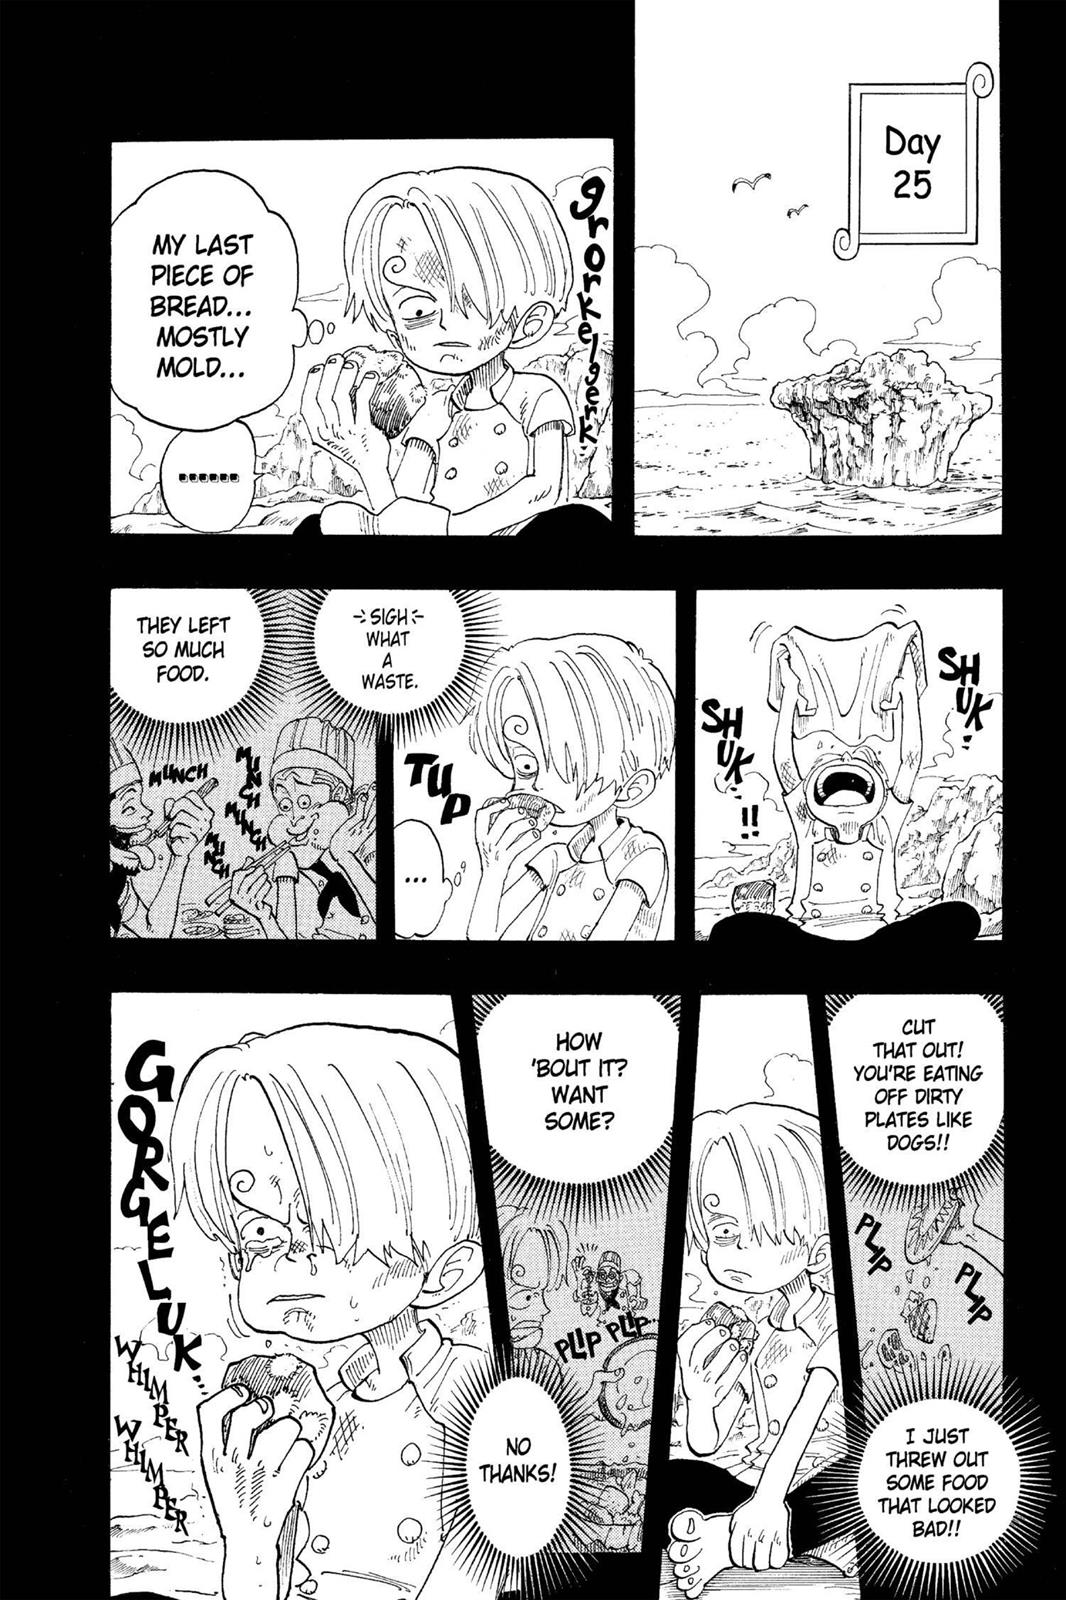 Day
25
grorkelgerk
MY LAST
PIECE OF
BREAD...
MOSTLY
MOLD...
......
SHUK
SHUK
!!
TUP
...
SIGH
WHAT
A
WASTE.
THEY LEFT
SO MUCH
FOOD.
MUNCH
MUNCH
MUNCH
MUNCH
CUT
THAT OUT!
YOU'RE EATING
OFF DIRTY
PLATES LIKE
DOGS!!
PLIP
PLIP
I JUST
THREW OUT
SOME FOOD
THAT LOOKED
BAD!!
HOW
'BOUT IT?
WANT
SOME?
PLIP PLIP...
NO
THANKS!
GORGELUK...
WHIMPER
WHIMPER